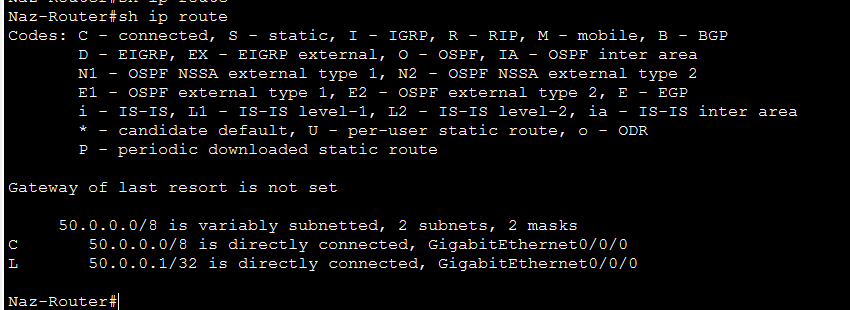 Naz-Router#sh ip route
Naz-Router#sh ip route
Codes: C - connected, S - static, I - IGRP, R - RIP, M - mobile, B - BGP
D - EIGRP, EX - EIGRP external, O - OSPF, IA - OSPF inter area
N1 - OSPF NSSA external type 1, N2 - OSPF NSSA external type 2
E1 - OSPF external type 1, E2 - OSPF external type 2, E - EGP
i - IS-IS, L1 - IS-IS level-1, L2 - IS-IS level-2, ia - IS-IS inter area
* - candidate default, U - per-user static route, o - ODR
P - periodic downloaded static route
Gateway of last resort is not set
50.0.0.0/8 is variably subnetted, 2 subnets, 2 masks
C 50.0.0.0/8 is directly connected, GigabitEthernet0/0/0
L 50.0.0.1/32 is directly connected, GigabitEthernet0/0/0
Naz-Router#